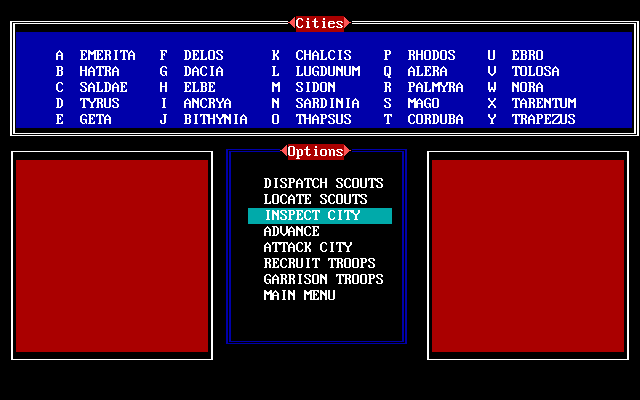 Cities
A EMERITA F DELOS K CHALCIS P RHODOS U EBRO
B HATRA G DACIA L LUGDUNUM Q ALERA V TOLOSA
C SALDAE H ELBE M SIDON R PALMYRA W NORA
D TYRUS I ANCRYA N SARDINIA S MAGO X TARENTUM
E GETA J BITHYNIA O THAPSUS T CORDUBA Y TRAPEZUS
Options
DISPATCH SCOUTS
LOCATE SCOUTS
INSPECT CITY
ADVANCE
ATTACK CITY
RECRUIT TROOPS
GARRISON TROOPS
MAIN MENU